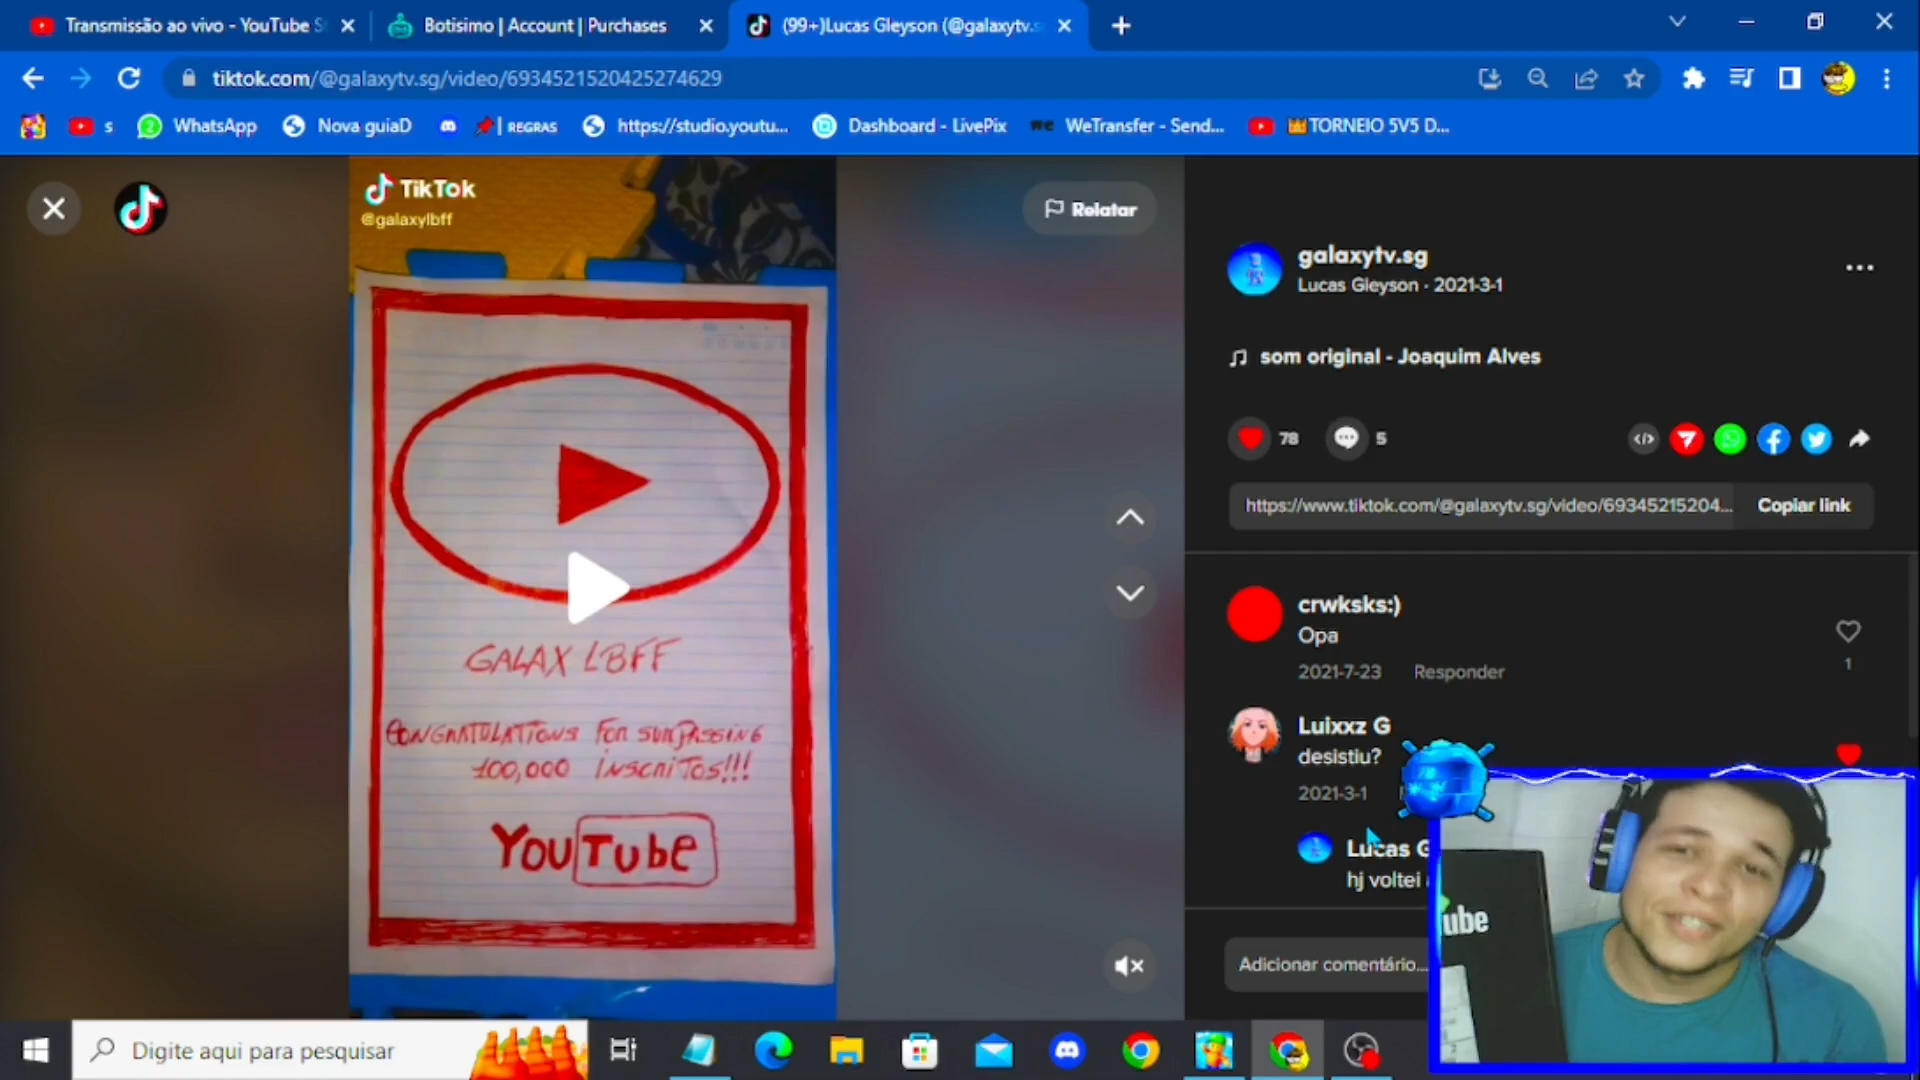 Transmissão ao vivo - YouTube S
Botisimo | Account | Purchases
(99+)Lucas Gleyson (@galaxytv.s
tiktok.com/@galaxytv.sg/video/6934521520425274629
s
2
WhatsApp
Nova guiaD
| REGRAS
https://studio.youtu...
Dashboard - LivePix
we
WeTransfer - Send...
TORNEIO 5V5 D...
TikTok
@galaxylbff
Relatar
GALAX LBFF
CONGRATULATIONS FOR SURPASSING
100,000 INSCRITOS!!!
YouTube
galaxytv.sg
Lucas Gleyson · 2021-3-1
som original - Joaquim Alves
78
5
https://www.tiktok.com/@galaxytv.sg/video/69345215204...
Copiar link
crwksks:)
Opa
2021-7-23
Responder
1
Luixxz G
desistiu?
2021-3-1
Lucas G
hj voltei
Adicionar comentário...
ube
Digite aqui para pesquisar